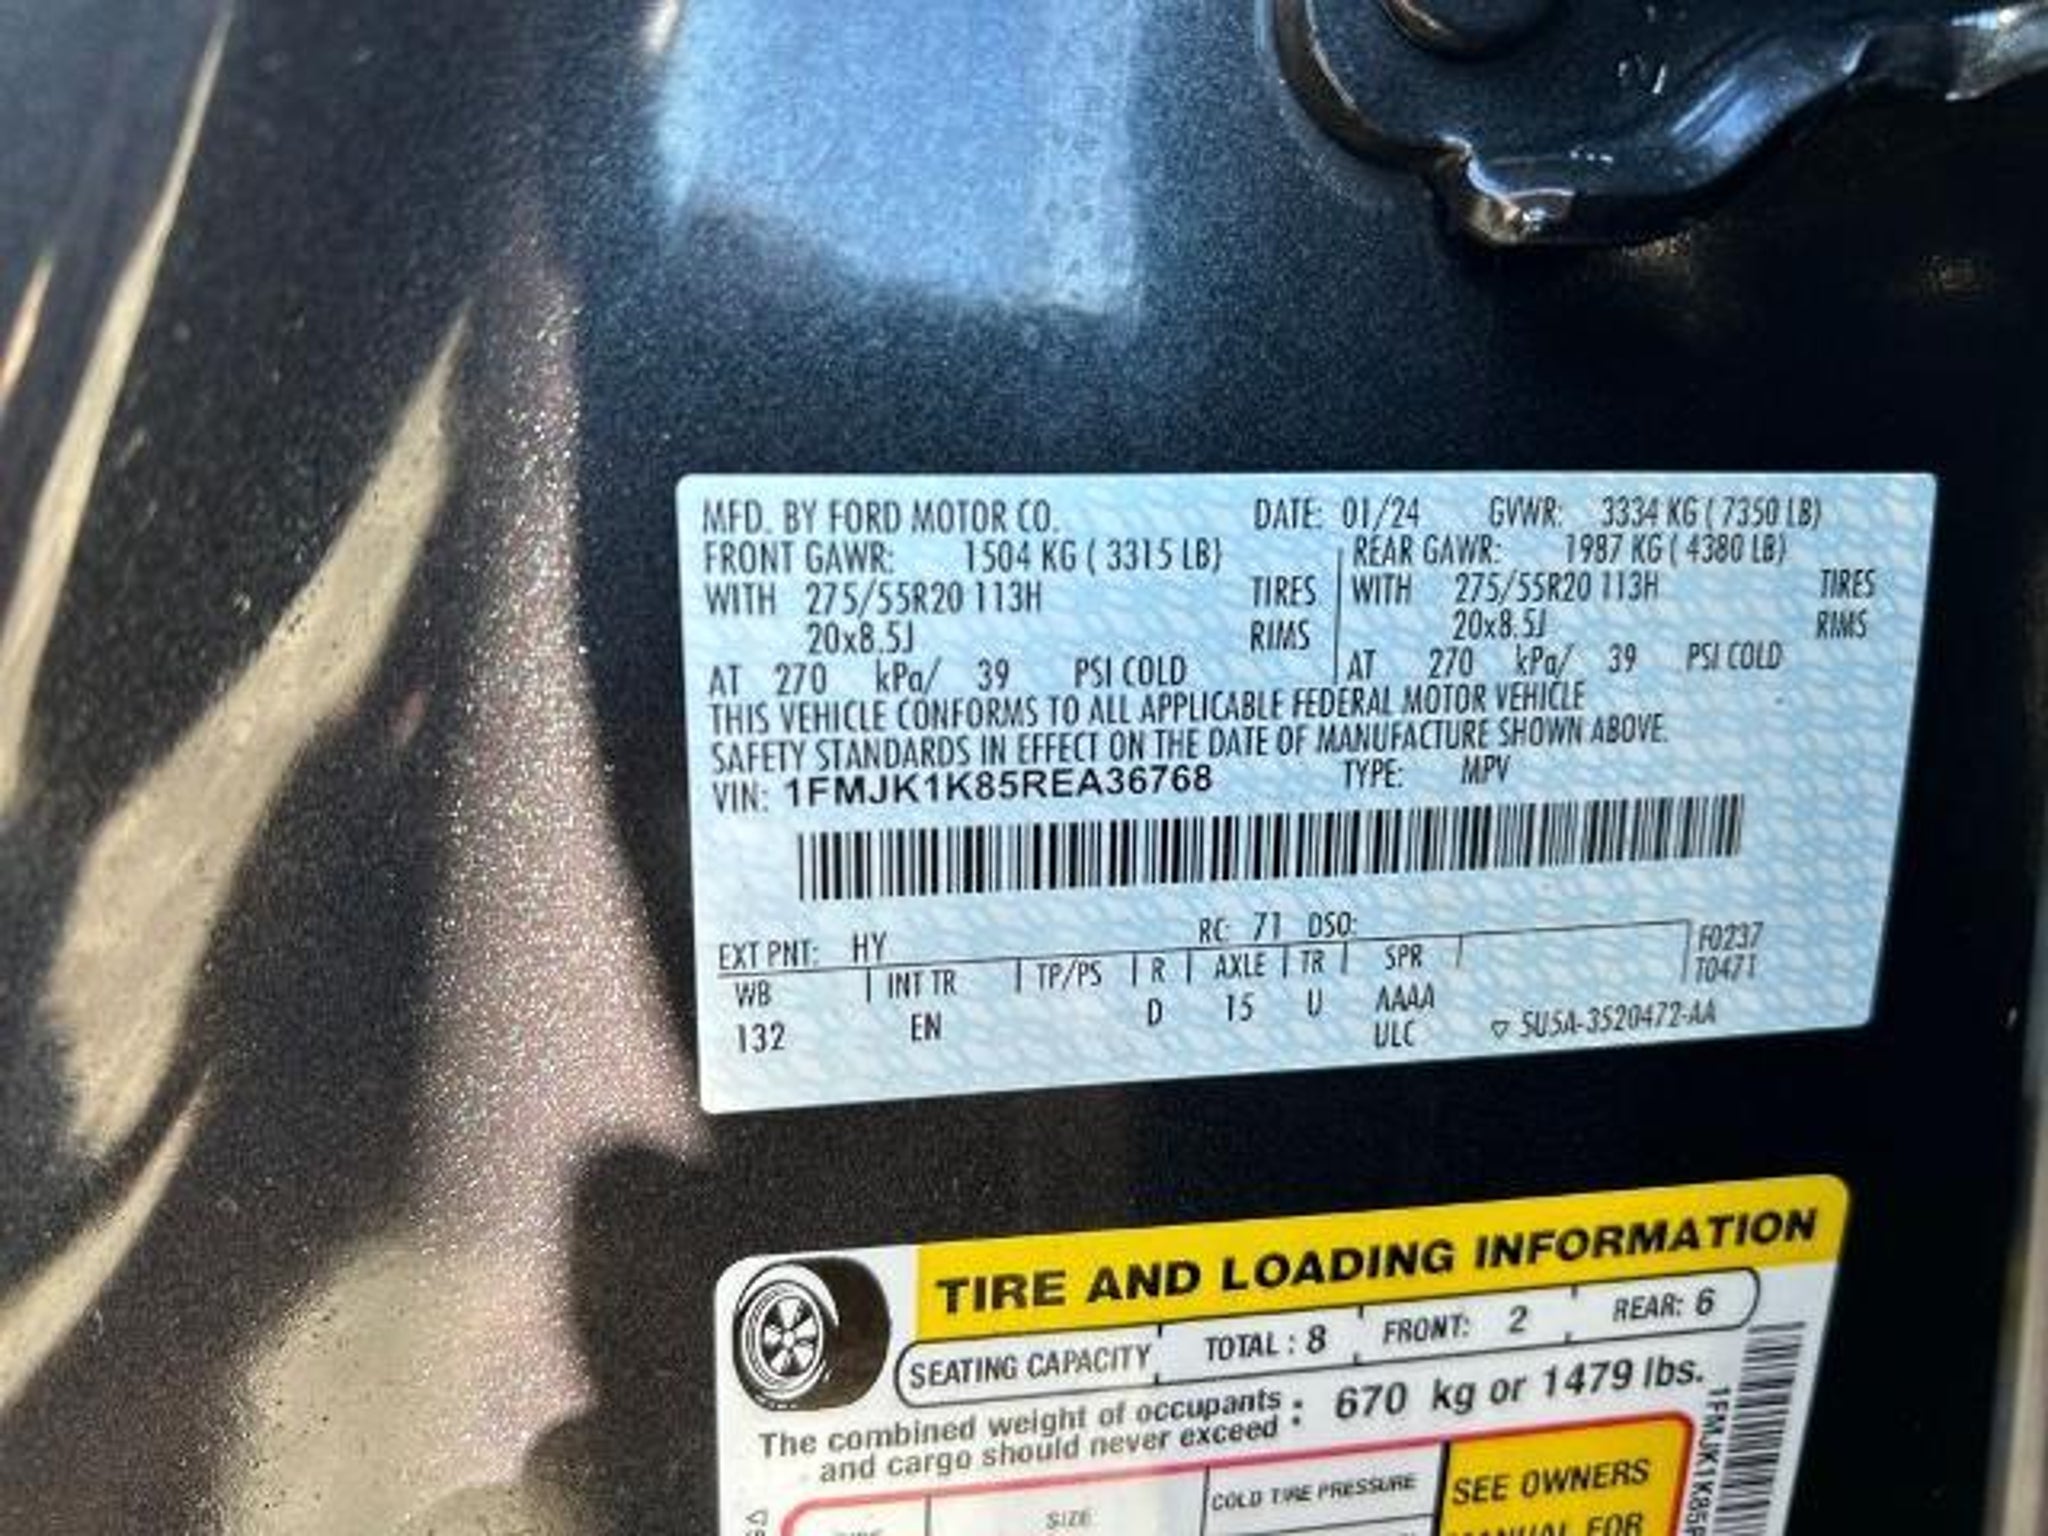 MFD. BY FORD MOTOR CO. DATE: 01/24 GVWR: 3334 KG ( 7350 LB)
FRONT GAWR: 1504 KG ( 3315 LB) REAR GAWR: 1987 KG ( 4380 LB)
WITH 275/55R20 113H TIRES WITH 275/55R20 113H TIRES
20x8.5J RIMS 20x8.5J RIMS
AT 270 kPa/ 39 PSI COLD AT 270 kPa/ 39 PSI COLD
THIS VEHICLE CONFORMS TO ALL APPLICABLE FEDERAL MOTOR VEHICLE
SAFETY STANDARDS IN EFFECT ON THE DATE OF MANUFACTURE SHOWN ABOVE.
VIN: 1FMJK1K85REA36768 TYPE: MPV
EXT PNT: HY RC: 71 DSO: F0237
WB INT TR TP/PS R AXLE TR SPR T0471
132 EN D 15 U AAAA
ULC 5U5A-3520472-AA
TIRE AND LOADING INFORMATION
SEATING CAPACITY TOTAL : 8 FRONT: 2 REAR: 6
The combined weight of occupants
and cargo should never exceed : 670 kg or 1479 lbs.
SIZE COLD TIRE PRESSURE SEE OWNERS
MANUAL FOR
1FMJK1K85R